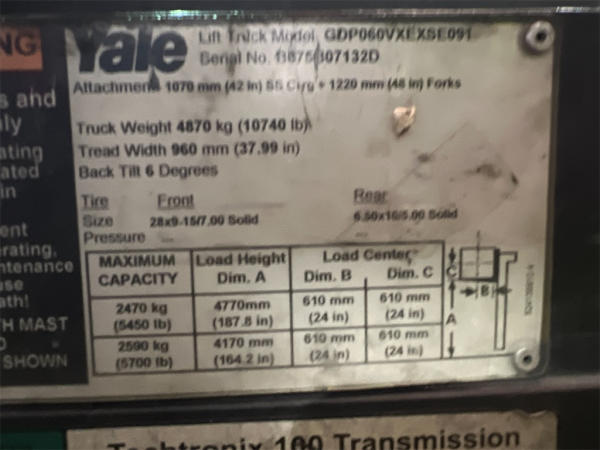 NG
Yale
Lift Truck Model GDP060VXEXSE091
Serial No. B875
07132D
Attachment 1070 mm (42 in) SS + 1220 mm (48 in) Forks
Truck Weight 4870 kg (10740 lb)
Tread Width 960 mm (37.99 in)
Back Tilt 6 Degrees
Tire Front Rear
Size 28x9-15/7.00 Solid 6.50x10/5.00 Solid
Pressure -- --
MAXIMUM CAPACITY
Load Height Dim. A
Load Center
Dim. B Dim. C
2470 kg (5450 lb)
4770mm (187.8 in)
610 mm (24 in)
610 mm (24 in)
2590 kg (5700 lb)
4170 mm (164.2 in)
610 mm (24 in)
610 mm (24 in)
C
B
A
s and
ly
ating
ated
in
ent
rating,
ntenance
use
ath!
H MAST
D
SHOWN
Techtronix 100 Transmission